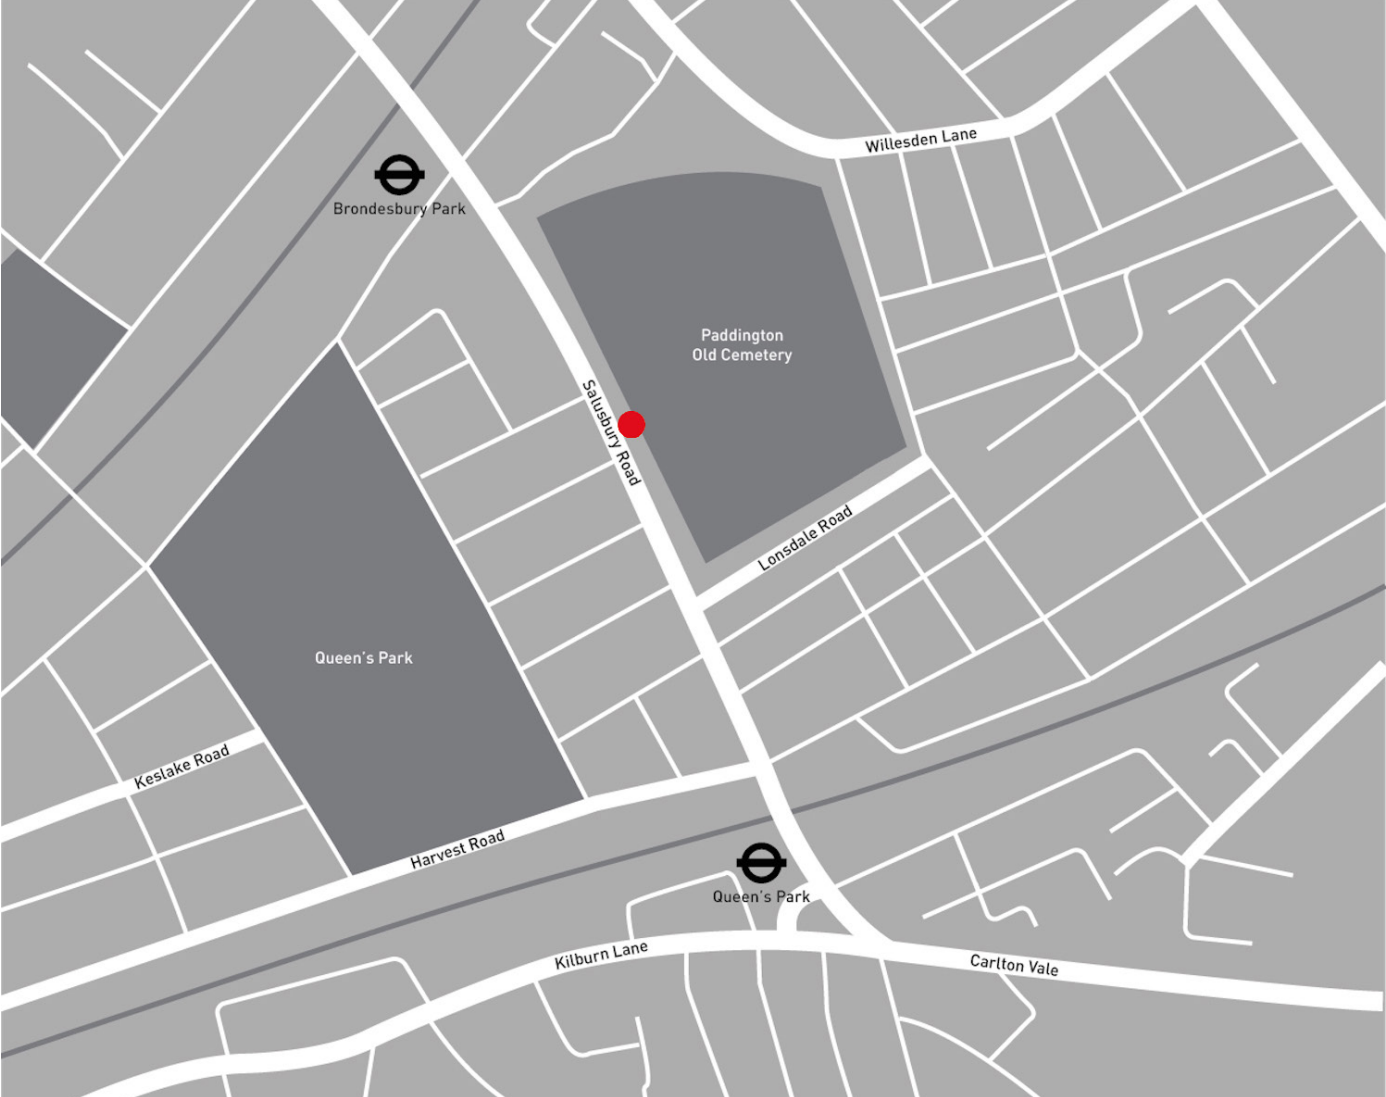 Willesden Lane
Brondesbury Park
Paddington
Old Cemetery
Salusbury Road
Lonsdale Road
Queen's Park
Keslake Road
Harvest Road
Queen's Park
Kilburn Lane
Carlton Vale